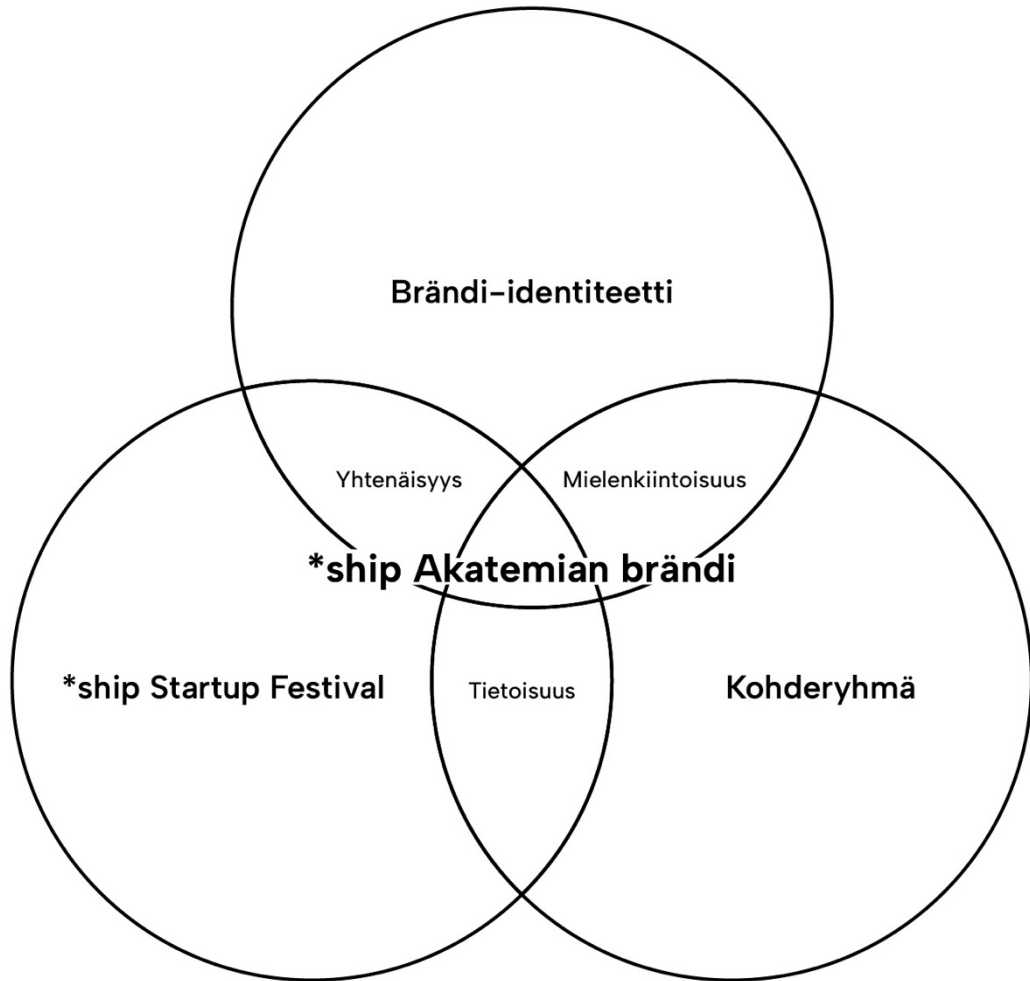 Brändi-identiteetti
Yhtenäisyys
Mielenkiintoisuus
*ship Akatemian brändi
*ship Startup Festival
Tietoisuus
Kohderyhmä